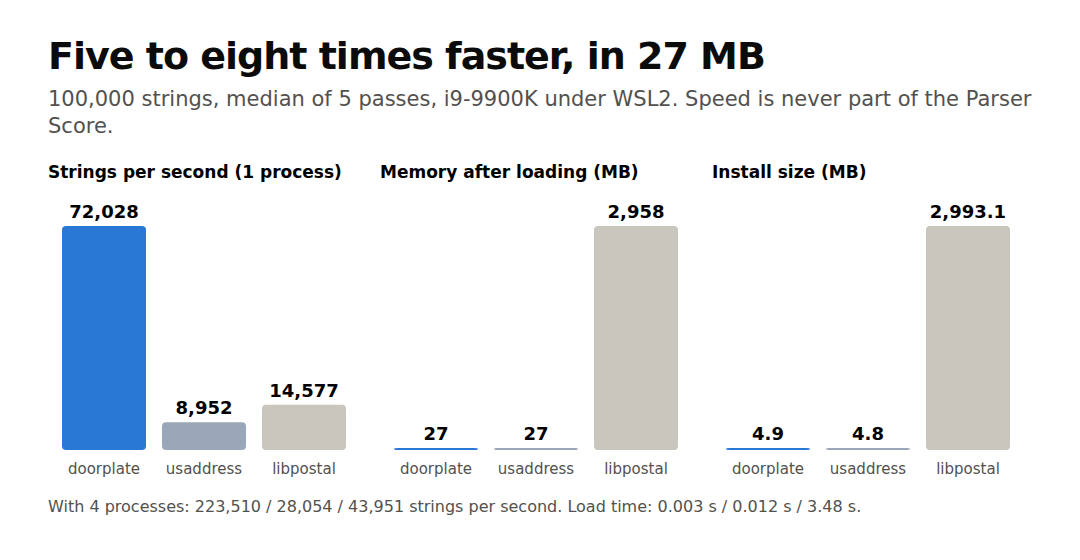 Five to eight times faster, in 27 MB
100,000 strings, median of 5 passes, i9-9900K under WSL2. Speed is never part of the Parser
Score.
Strings per second (1 process)
72,028
8,952
14,577
doorplate
usaddress
libpostal
Memory after loading (MB)
27
27
2,958
doorplate
usaddress
libpostal
Install size (MB)
4.9
4.8
2,993.1
doorplate
usaddress
libpostal
With 4 processes: 223,510 / 28,054 / 43,951 strings per second. Load time: 0.003 s / 0.012 s / 3.48 s.